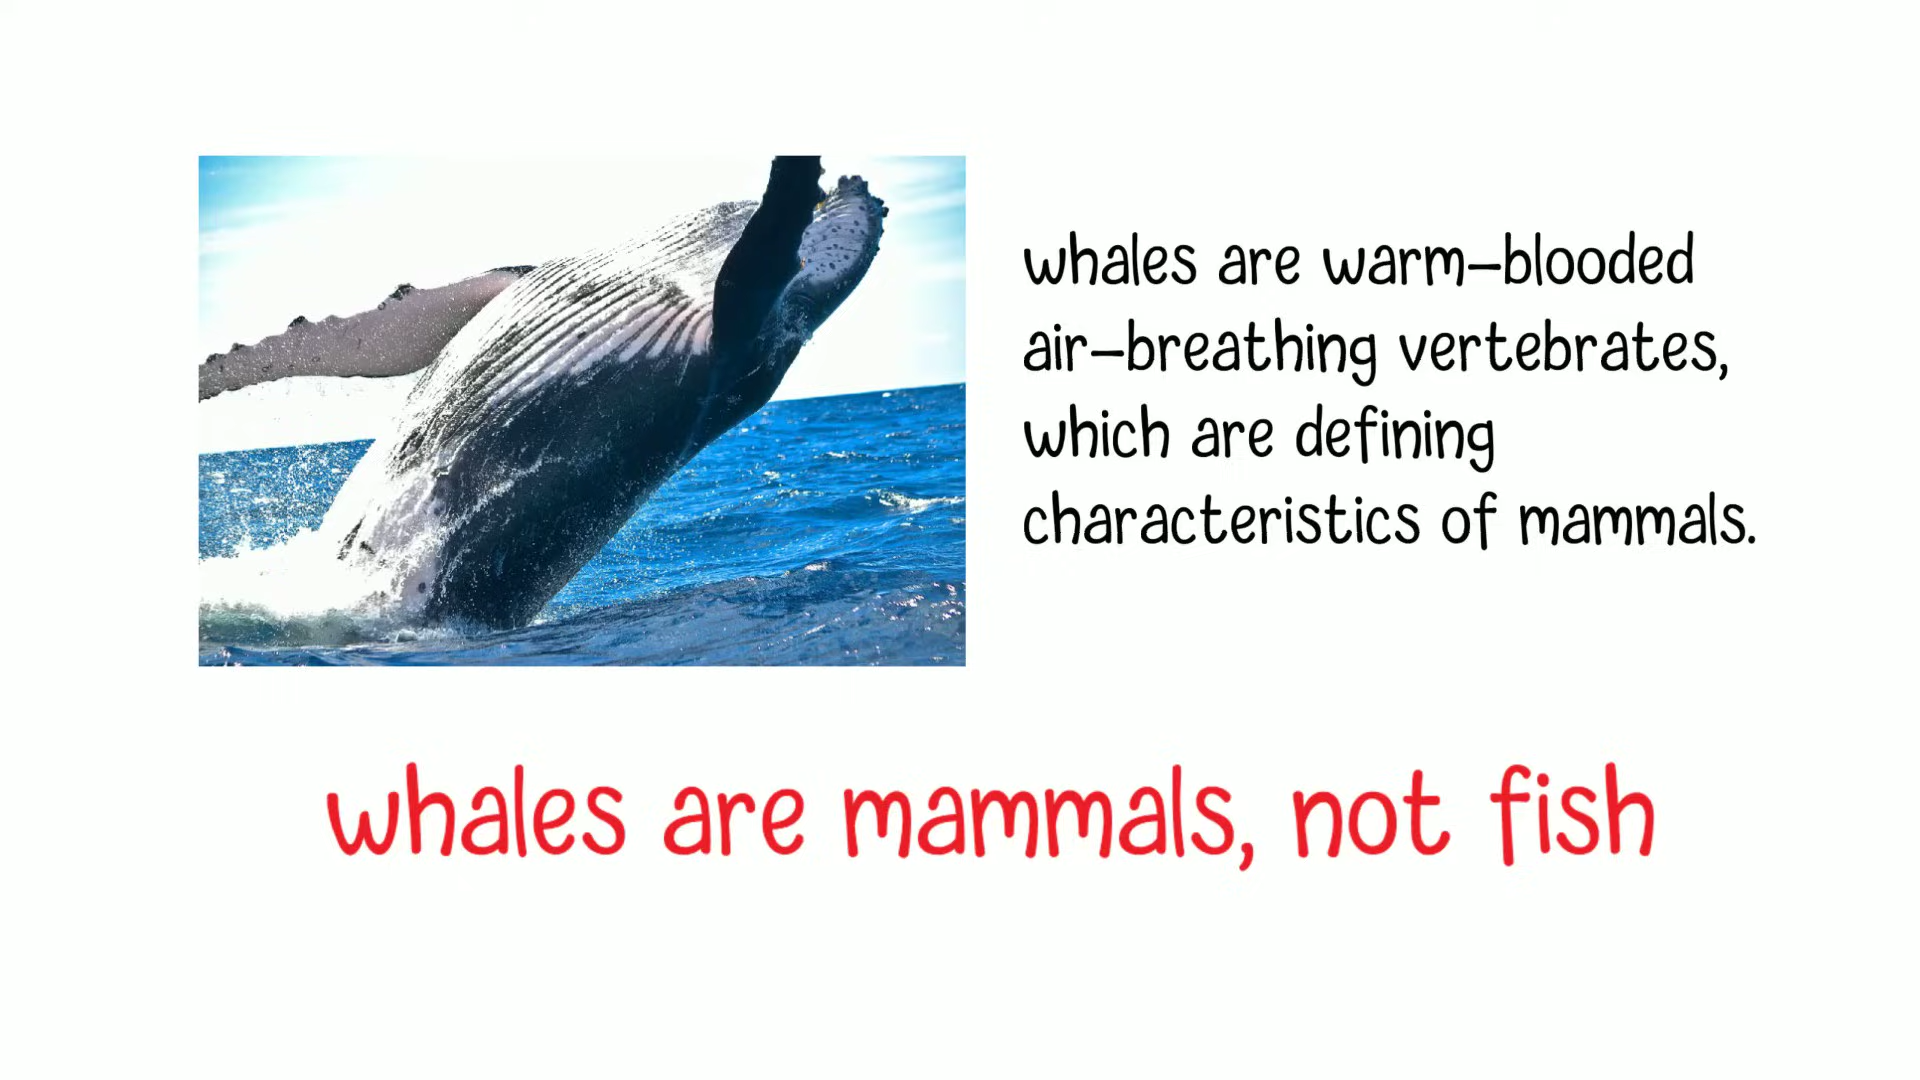 whales are warm-blooded
air-breathing vertebrates,
which are defining
characteristics of mammals.
whales are mammals, not fish